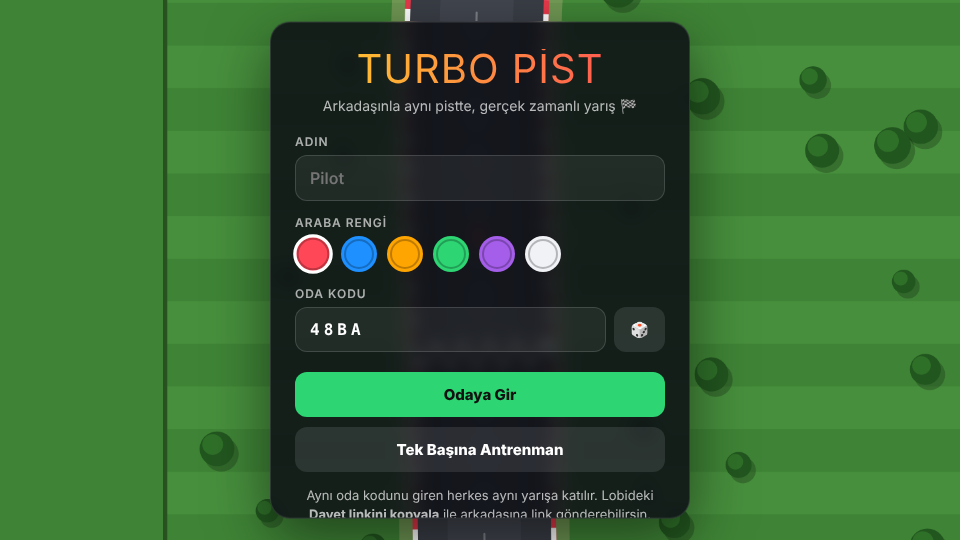 TURBO PİST
Arkadaşınla aynı pistte, gerçek zamanlı yarış
ADIN
Pilot
ARABA RENGİ
ODA KODU
48BA
Odaya Gir
Tek Başına Antrenman
Aynı oda kodunu giren herkes aynı yarışa katılır. Lobideki
Davet linkini kopyala ile arkadaşına link gönderebilirsin.